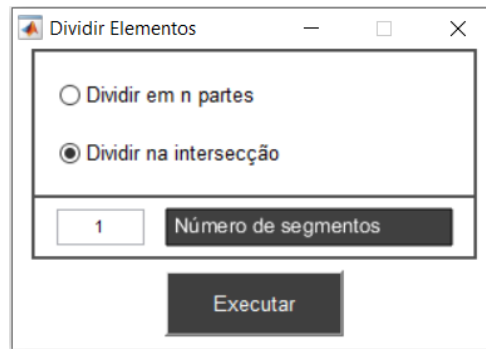 Dividir Elementos
Dividir em n partes
Dividir na intersecção
1 Número de segmentos
Executar